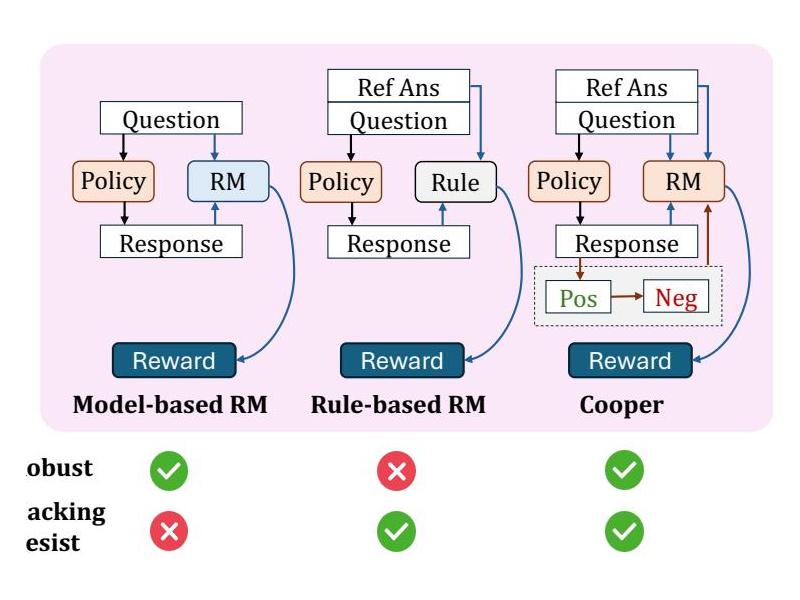 Question
Policy
RM
Response
Reward
Model-based RM
Ref Ans
Question
Policy
Rule
Response
Reward
Rule-based RM
Ref Ans
Question
Policy
RM
Response
Pos
Neg
Reward
Cooper
obust
acking
esist